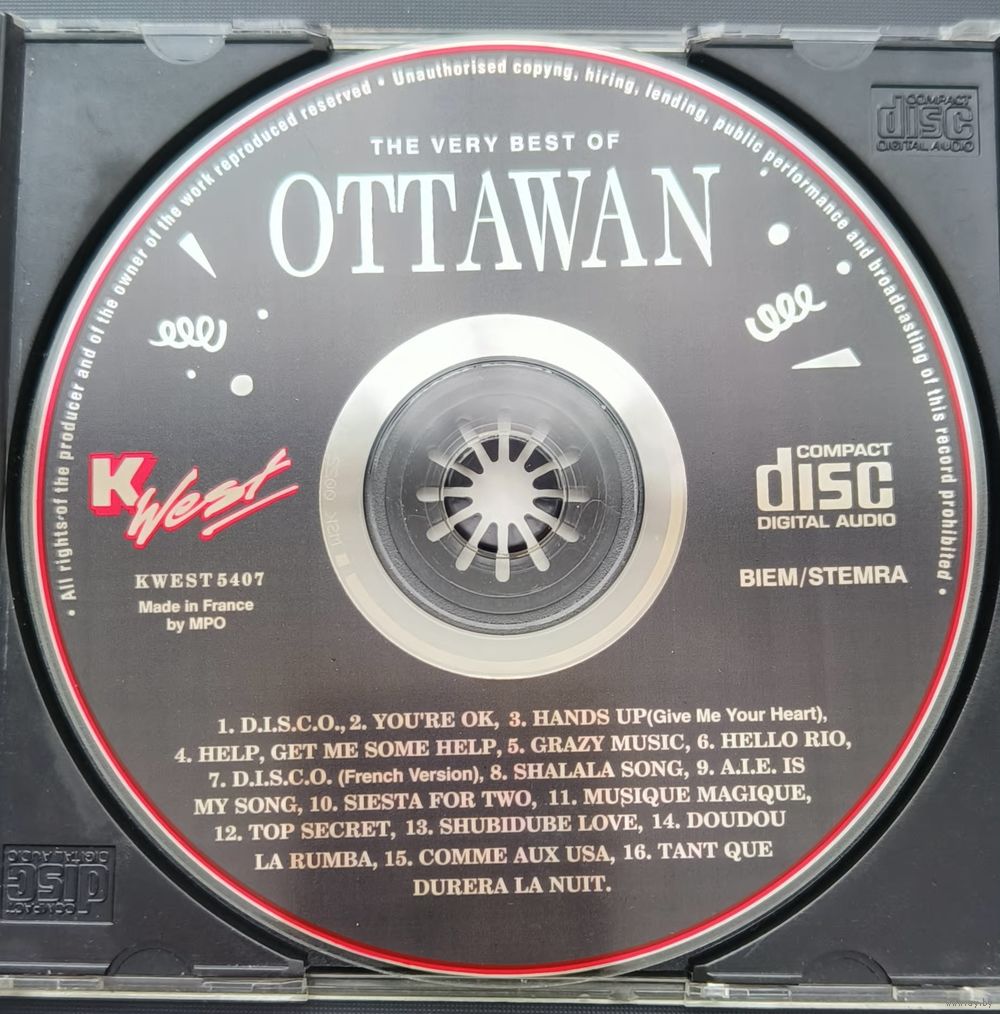 • All rights of the producer and of the owner of the work reproduced reserved • Unauthorised copyng, hiring, lending, public performance and broadcasting of this record prohibited •
THE VERY BEST OF
OTTAWAN
COMPACT
disc
DIGITAL AUDIO
K West
COMPACT
disc
DIGITAL AUDIO
KWEST 5407
BIEM/STEMRA
Made in France
by MPO
1. D.I.S.C.O., 2. YOU'RE OK, 3. HANDS UP(Give Me Your Heart),
4. HELP, GET ME SOME HELP, 5. GRAZY MUSIC, 6. HELLO RIO,
7. D.I.S.C.O. (French Version), 8. SHALALA SONG, 9. A.I.E. IS
MY SONG, 10. SIESTA FOR TWO, 11. MUSIQUE MAGIQUE,
12. TOP SECRET, 13. SHUBIDUBE LOVE, 14. DOUDOU
LA RUMBA, 15. COMME AUX USA, 16. TANT QUE
DURERA LA NUIT.
COMPACT
disc
DIGITAL AUDIO